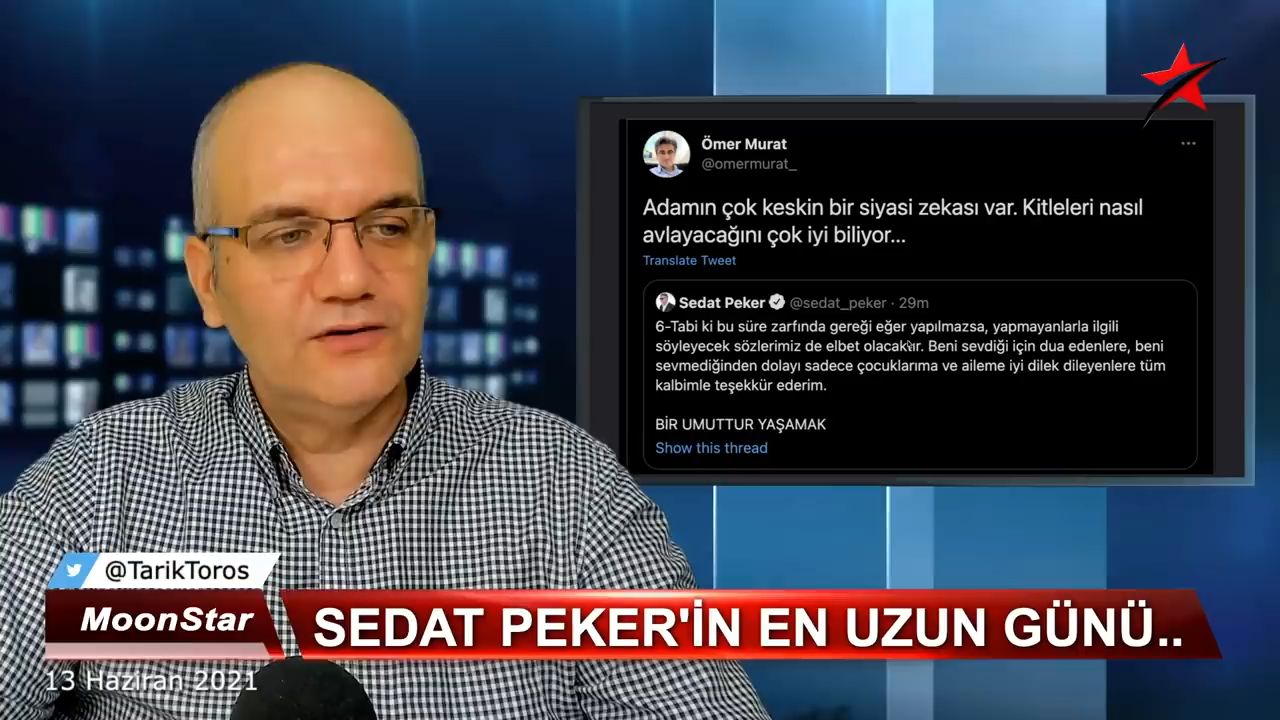 Ömer Murat
@omermurat_
Adamın çok keskin bir siyasi zekası var. Kitleleri nasıl
avlayacağını çok iyi biliyor...
Translate Tweet
Sedat Peker @sedat_peker · 29m
6-Tabi ki bu süre zarfında gereği eğer yapılmazsa, yapmayanlarla ilgili
söyleyecek sözlerimiz de elbet olacaktır. Beni sevdiği için dua edenlere, beni
sevmediğinden dolayı sadece çocuklarıma ve aileme iyi dilek dileyenlere tüm
kalbimle teşekkür ederim.
BİR UMUTTUR YAŞAMAK
Show this thread
@TarikToros
MoonStar
SEDAT PEKER'İN EN UZUN GÜNÜ..
13 Haziran 2021